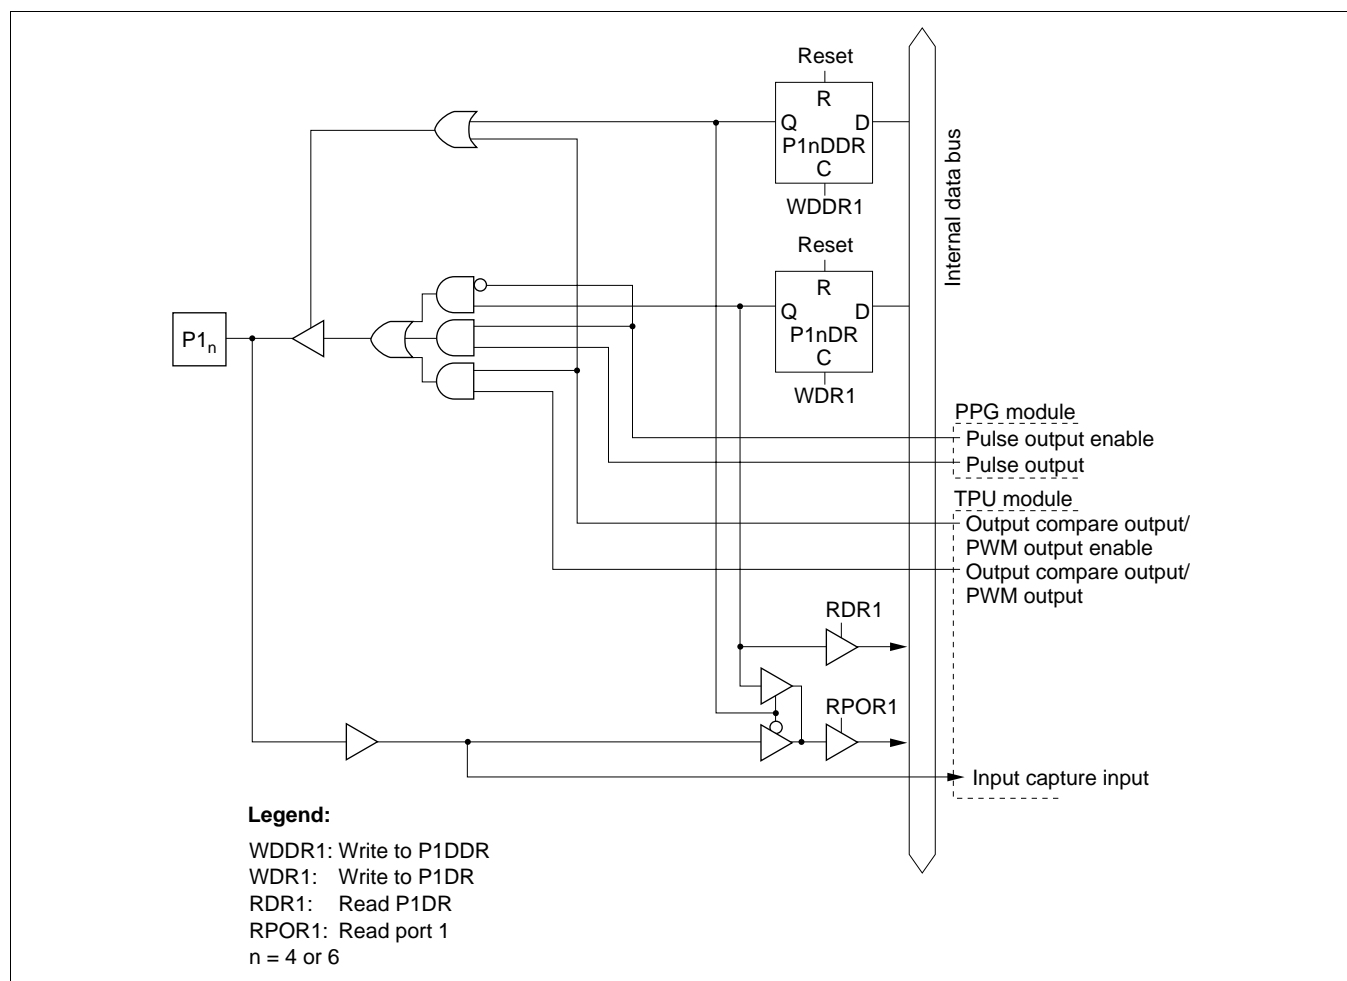 Reset
R
Q D
P1nDDR
C
WDDR1
Internal data bus
Reset
R
Q D
P1nDR
C
WDR1
P1n
PPG module
Pulse output enable
Pulse output
TPU module
Output compare output/
PWM output enable
Output compare output/
PWM output
RDR1
RPOR1
Input capture input
Legend:
WDDR1: Write to P1DDR
WDR1: Write to P1DR
RDR1: Read P1DR
RPOR1: Read port 1
n = 4 or 6